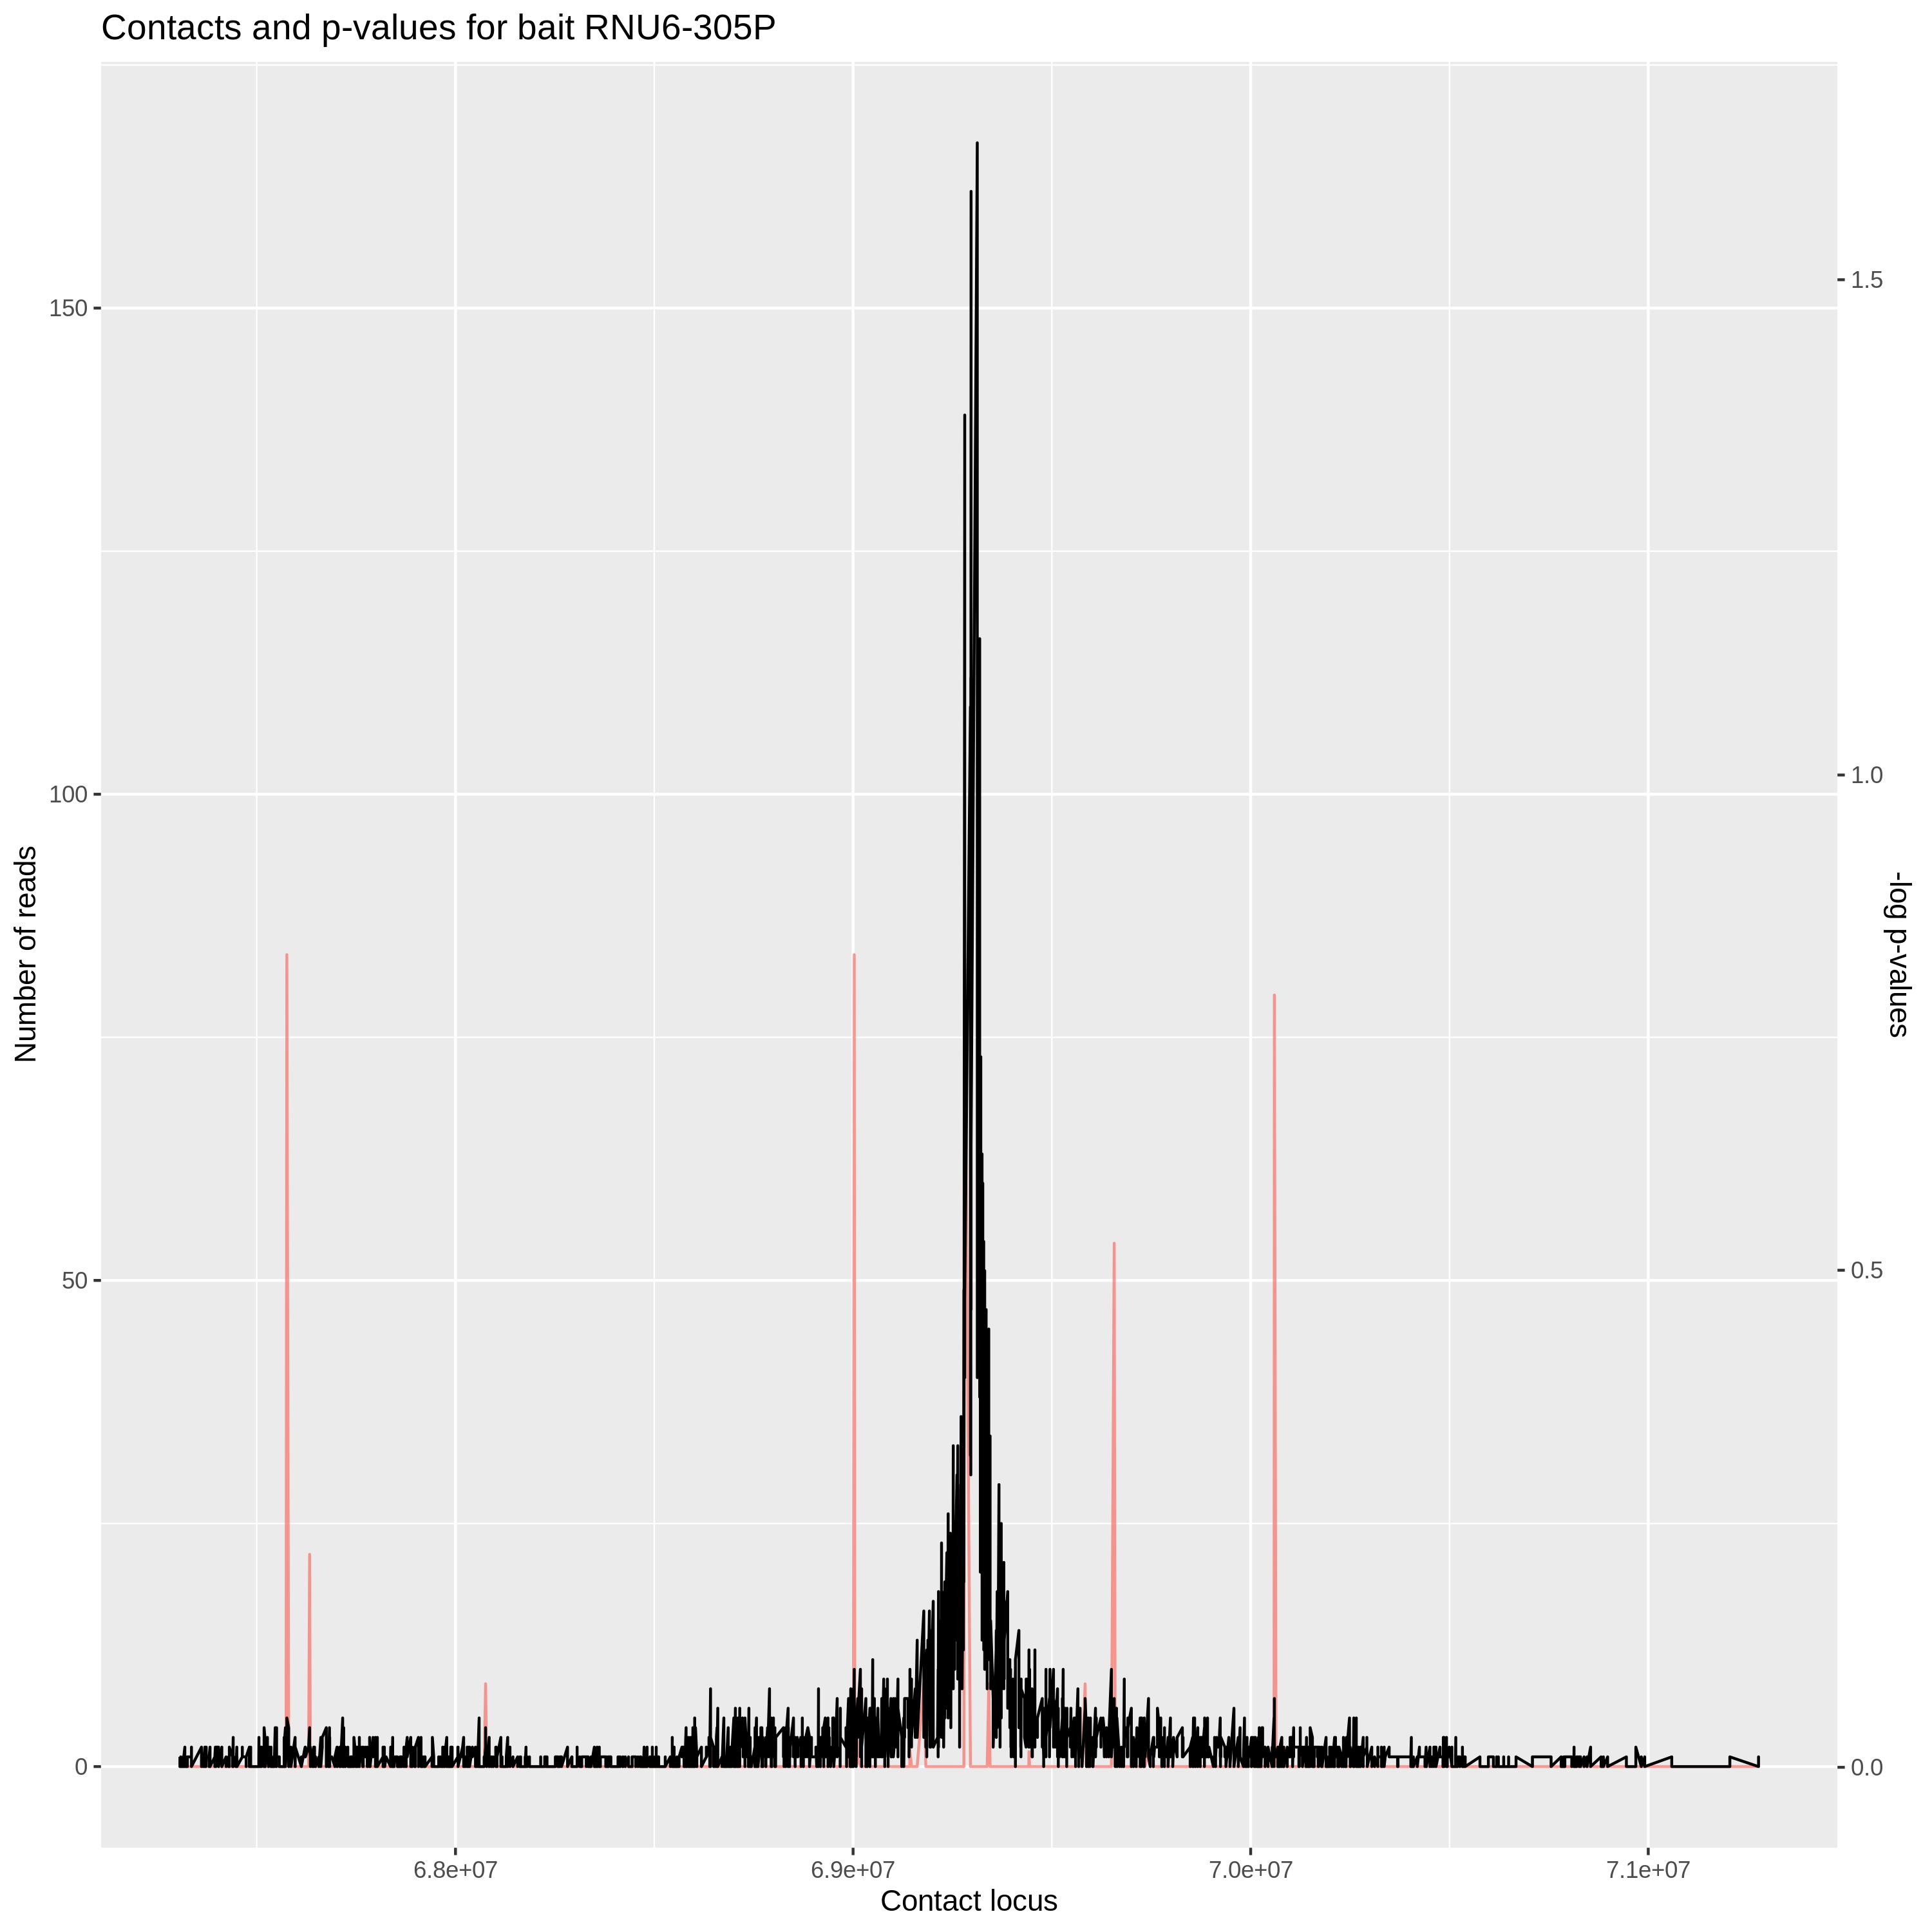 Contacts and p-values for bait RNU6-305P
150
100
50
0
1.5
1.0
0.5
0.0
Number of reads
-log p-values
6.8e+07 6.9e+07 7.0e+07 7.1e+07
Contact locus